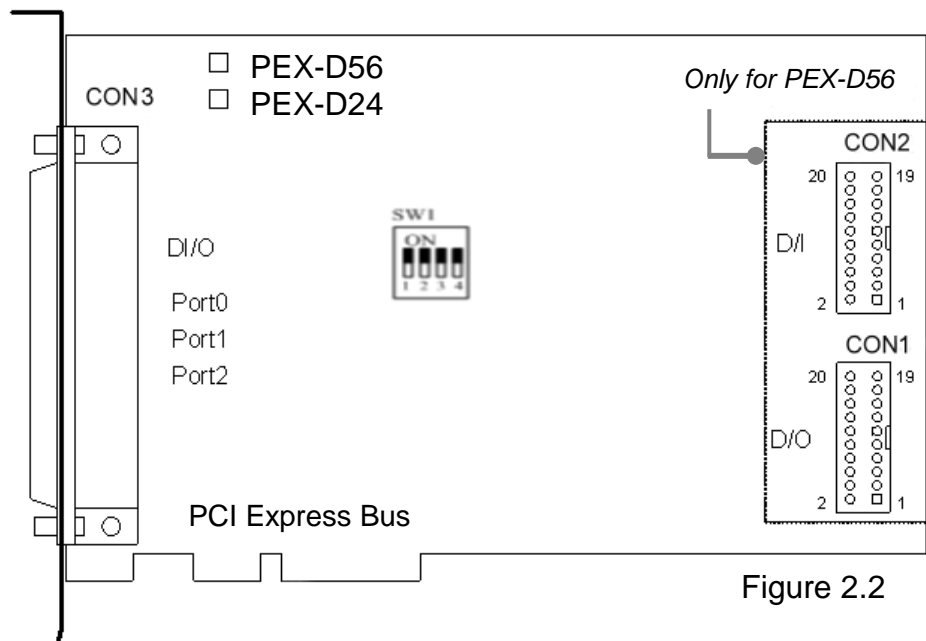 □ PEX-D56
□ PEX-D24
CON3
Only for PEX-D56
CON2
20 19
D/I
2 1
SW1
ON
1 2 3 4
DI/O
Port0
Port1
Port2
CON1
20 19
D/O
2 1
PCI Express Bus
Figure 2.2